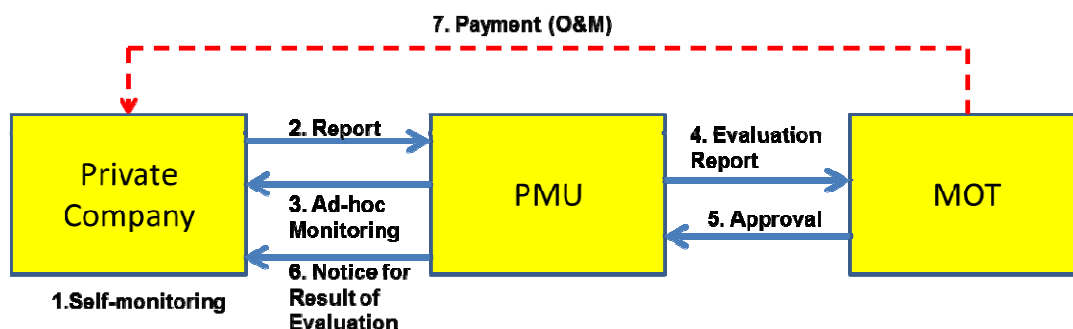 7. Payment (O&M)
Private
Company
2. Report
3. Ad-hoc
Monitoring
6. Notice for
Result of
Evaluation
PMU
4. Evaluation
Report
5. Approval
MOT
1.Self-monitoring